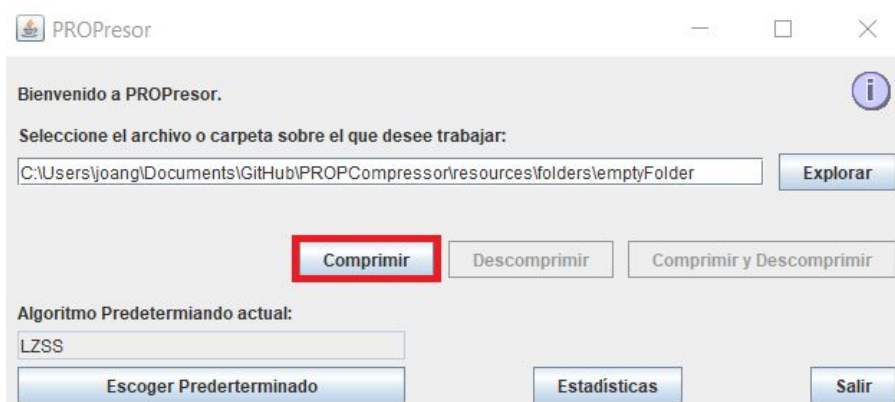 PROPresor
Bienvenido a PROPresor.
i
Seleccione el archivo o carpeta sobre el que desee trabajar:
C:\Users\joang\Documents\GitHub\PROPCompressor\resources\folders\emptyFolder
Explorar
Comprimir
Descomprimir
Comprimir y Descomprimir
Algoritmo Predetermiando actual:
LZSS
Escoger Prederterminado
Estadísticas
Salir